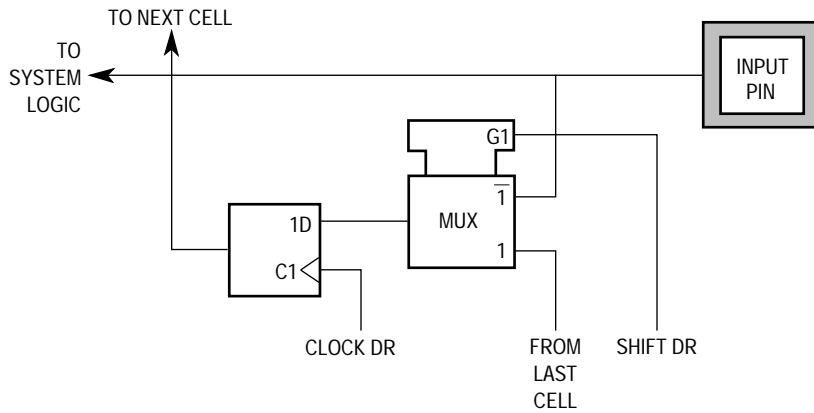 TO NEXT CELL
TO
SYSTEM
LOGIC
INPUT
PIN
G1
1̅
MUX
1
1D
C1
CLOCK DR
FROM
LAST
CELL
SHIFT DR